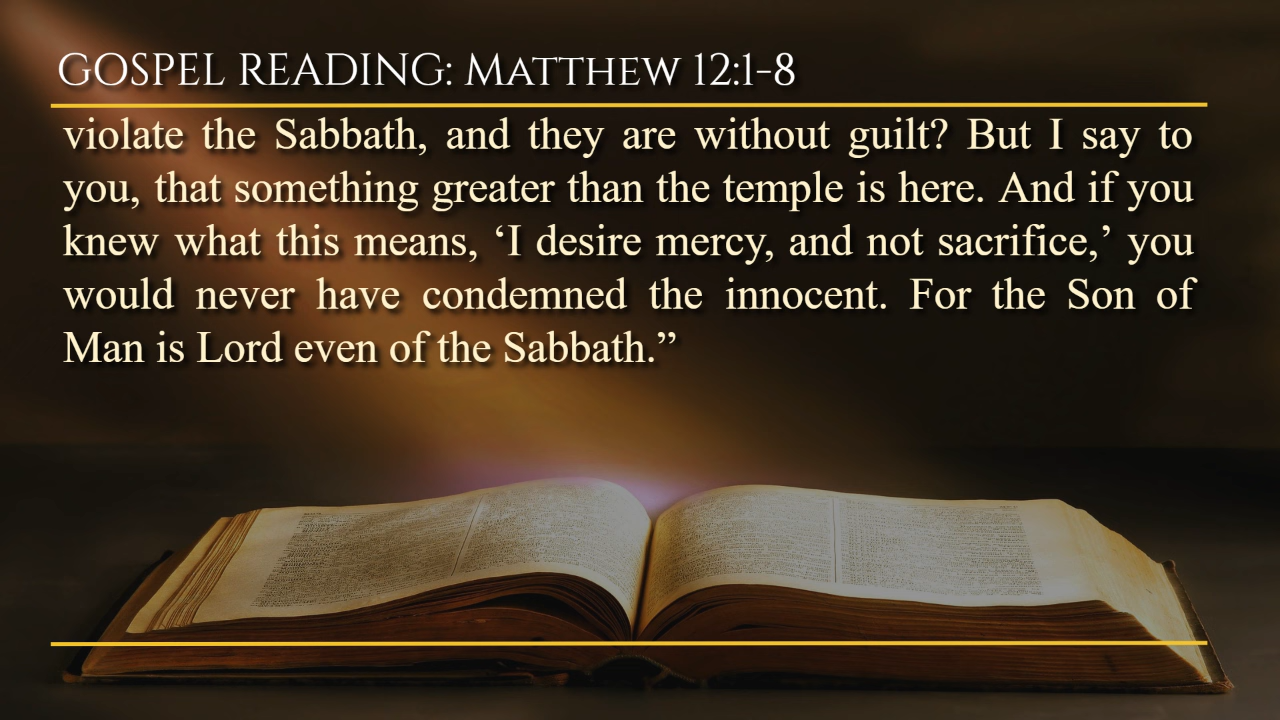 GOSPEL READING: MATTHEW 12:1-8
violate the Sabbath, and they are without guilt? But I say to
you, that something greater than the temple is here. And if you
knew what this means, ‘I desire mercy, and not sacrifice,’ you
would never have condemned the innocent. For the Son of
Man is Lord even of the Sabbath.”